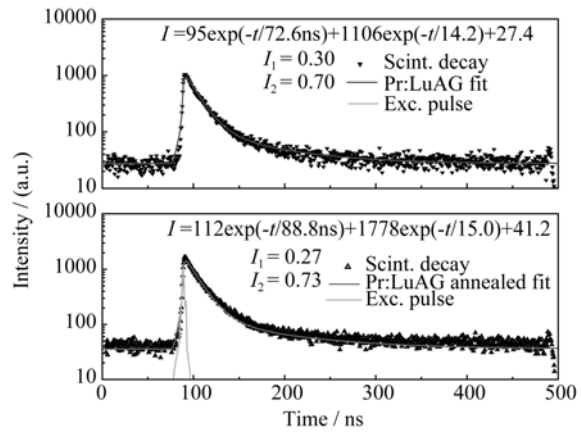 10000
I =95exp(-t/72.6ns)+1106exp(-t/14.2)+27.4
I1 = 0.30
I2 = 0.70
Scint. decay
Pr:LuAG fit
Exc. pulse
1000
100
10
10000
I =112exp(-t/88.8ns)+1778exp(-t/15.0)+41.2
I1 = 0.27
I2 = 0.73
Scint. decay
Pr:LuAG annealed fit
Exc. pulse
1000
100
10
0 100 200 300 400 500
Time / ns
Intensity / (a.u.)